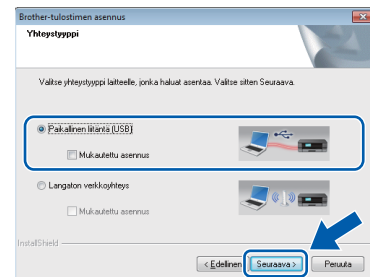 Brother-tulostimen asennus
Yhteystyyppi
Valitse yhteystyyppi laitteelle, jonka haluat asentaa. Valitse sitten Seuraava.
Paikallinen liitäntä (USB)
Mukautettu asennus
Langaton verkkoyhteys
Mukautettu asennus
InstallShield
< Edellinen Seuraava > Peruuta